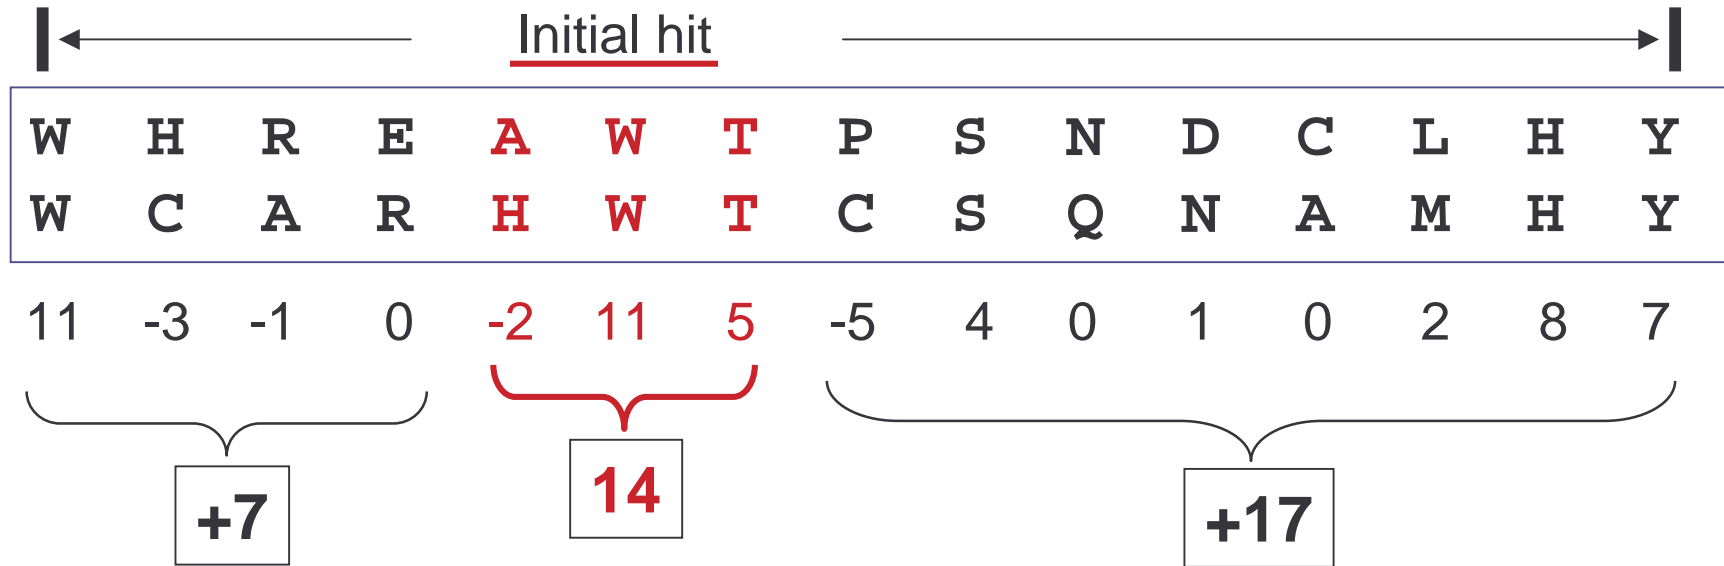 Initial hit
W H R E A W T P S N D C L H Y
W C A R H W T C S Q N A M H Y
11 -3 -1 0 -2 11 5 -5 4 0 1 0 2 8 7
+7 14 +17